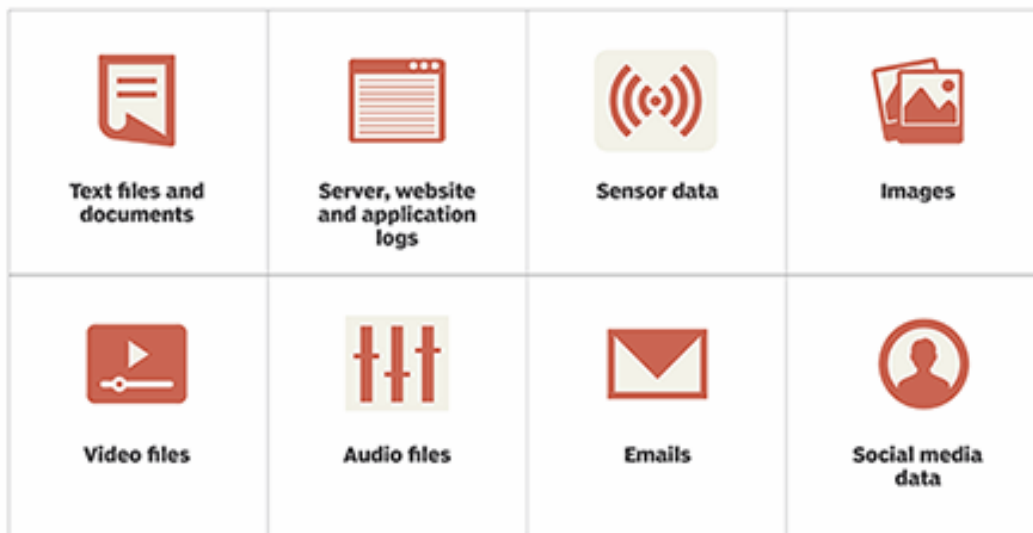 Text files and
documents
Server, website
and application
logs
Sensor data
Images
Video files
Audio files
Emails
Social media
data